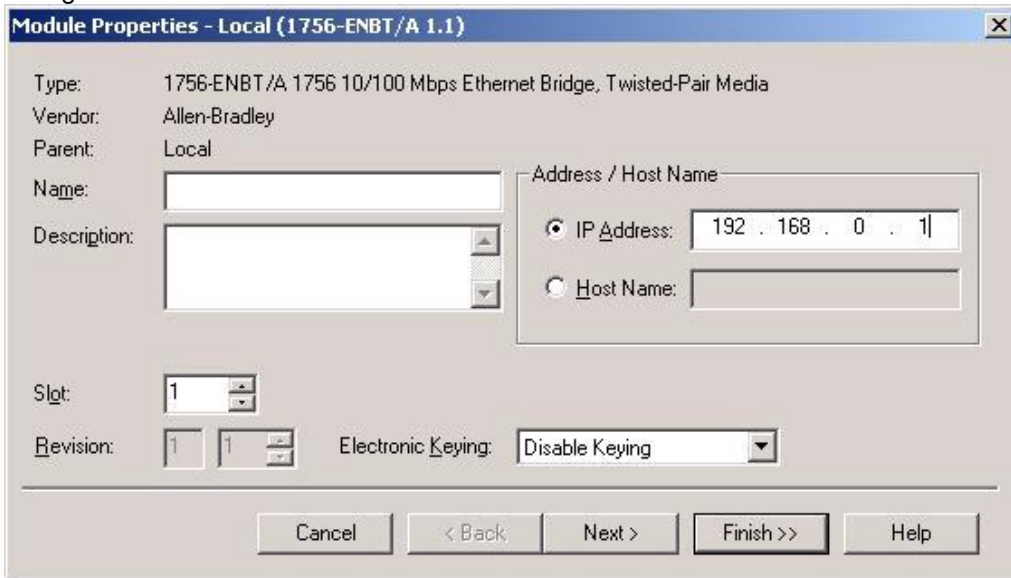 Module Properties - Local (1756-ENBT/A 1.1)
Type: 1756-ENBT/A 1756 10/100 Mbps Ethernet Bridge, Twisted-Pair Media
Vendor: Allen-Bradley
Parent: Local
Name:
Description:
Address / Host Name
IP Address: 192 . 168 . 0 . 1
Host Name:
Slot: 1
Revision: 1 1 Electronic Keying: Disable Keying
Cancel < Back Next > Finish >> Help